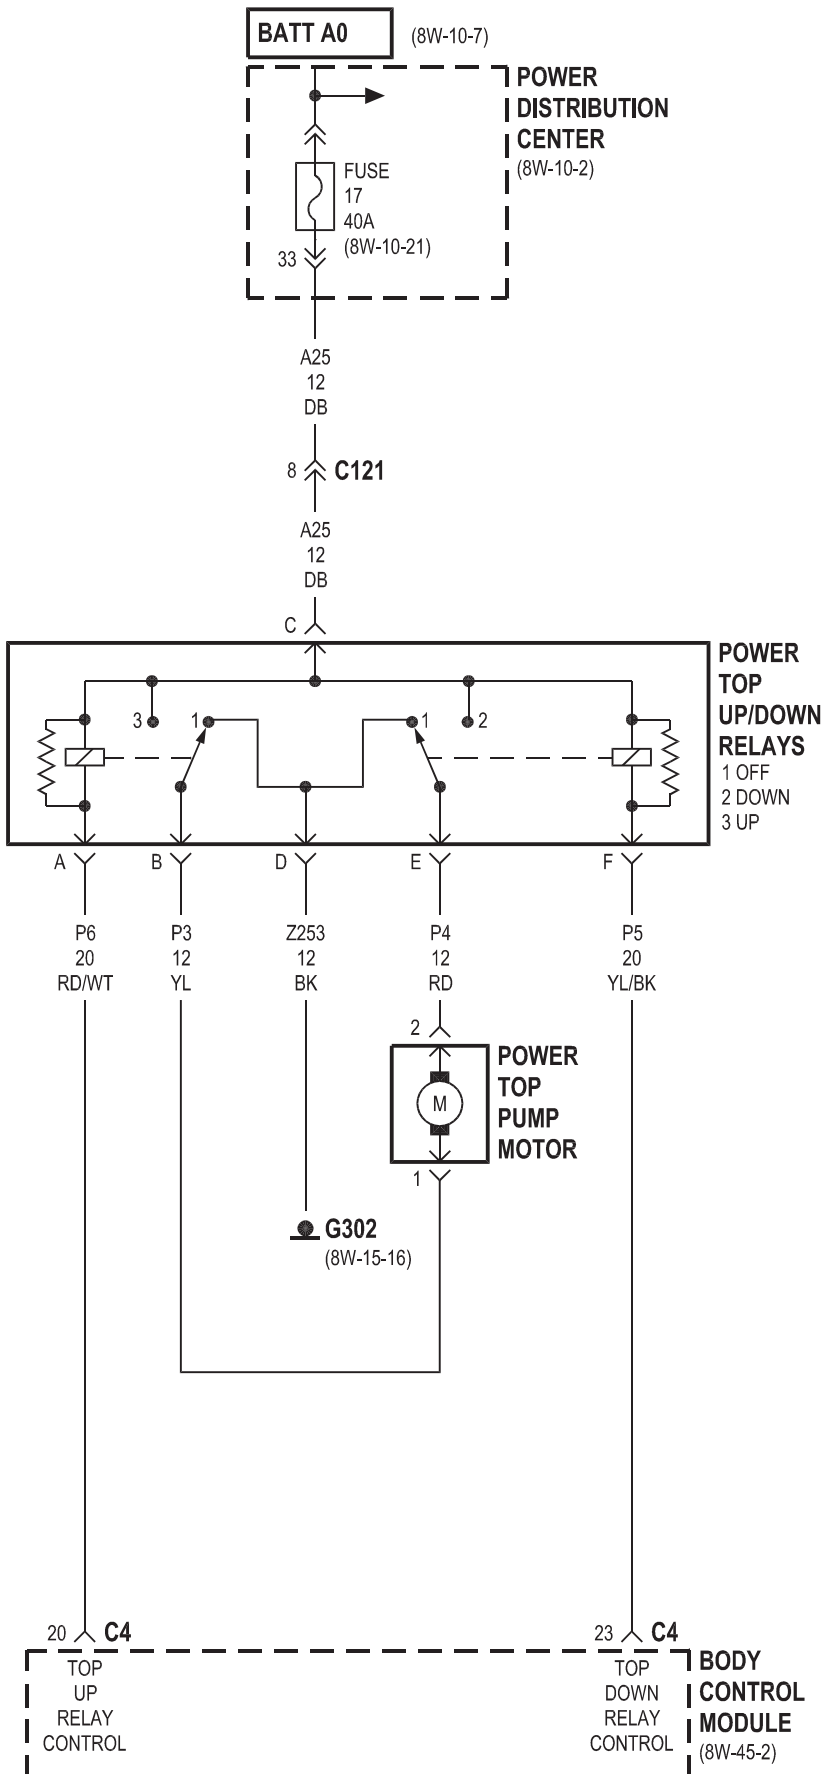 BATT A0
(8W-10-7)
POWER
DISTRIBUTION
CENTER
(8W-10-2)
FUSE
17
40A
(8W-10-21)
33
A25
12
DB
8
C121
A25
12
DB
C
POWER
TOP
UP/DOWN
RELAYS
1 OFF
2 DOWN
3 UP
3
1
1
2
A
B
D
E
F
P6
20
RD/WT
P3
12
YL
Z253
12
BK
P4
12
RD
P5
20
YL/BK
2
POWER
TOP
PUMP
MOTOR
M
1
G302
(8W-15-16)
20
C4
23
C4
TOP
UP
RELAY
CONTROL
TOP
DOWN
RELAY
CONTROL
BODY
CONTROL
MODULE
(8W-45-2)